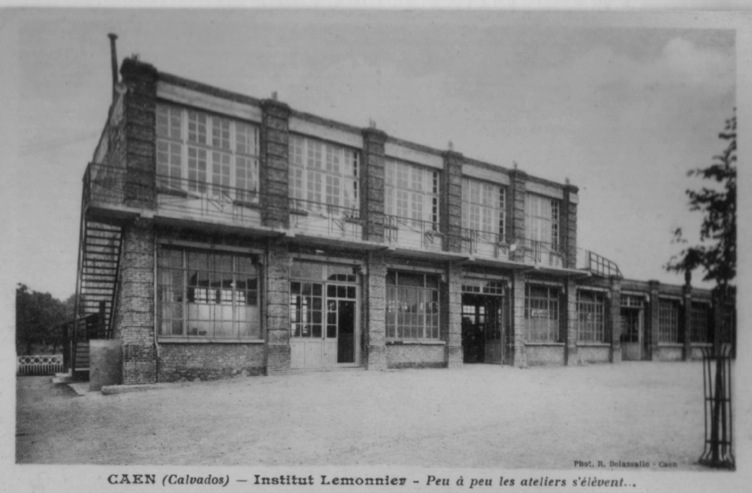 Phot. R. Delassalle - Caen
CAEN (Calvados) — Institut Lemonnier - Peu à peu les ateliers s'élèvent...